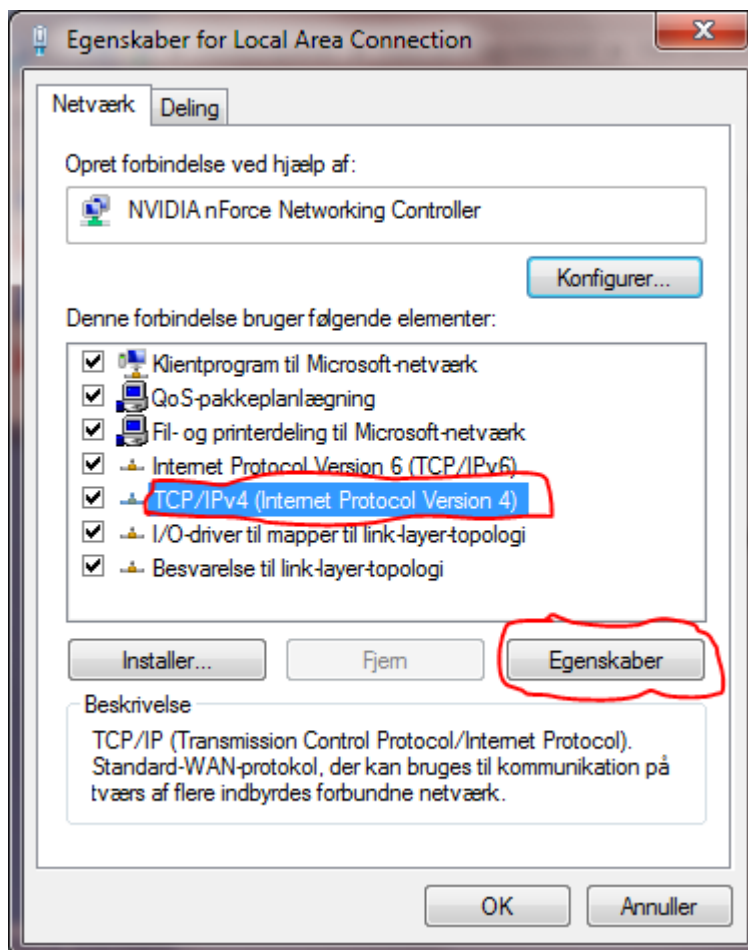 Egenskaber for Local Area Connection
Netværk
Deling
Opret forbindelse ved hjælp af:
NVIDIA nForce Networking Controller
Konfigurer...
Denne forbindelse bruger følgende elementer:
Klientprogram til Microsoft-netværk
QoS-pakkeplanlægning
Fil- og printerdeling til Microsoft-netværk
Internet Protocol Version 6 (TCP/IPv6)
TCP/IPv4 (Internet Protocol Version 4)
I/O-driver til mapper til link-layer-topologi
Besvarelse til link-layer-topologi
Installer...
Fjern
Egenskaber
Beskrivelse
TCP/IP (Transmission Control Protocol/Internet Protocol).
Standard-WAN-protokol, der kan bruges til kommunikation på
tværs af flere indbyrdes forbundne netværk.
OK
Annuller